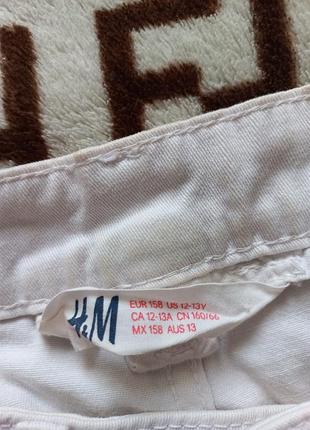 H&M
EUR 158 US 12-13Y
CA 12-13A CN 160/66
MX 158 AUS 13